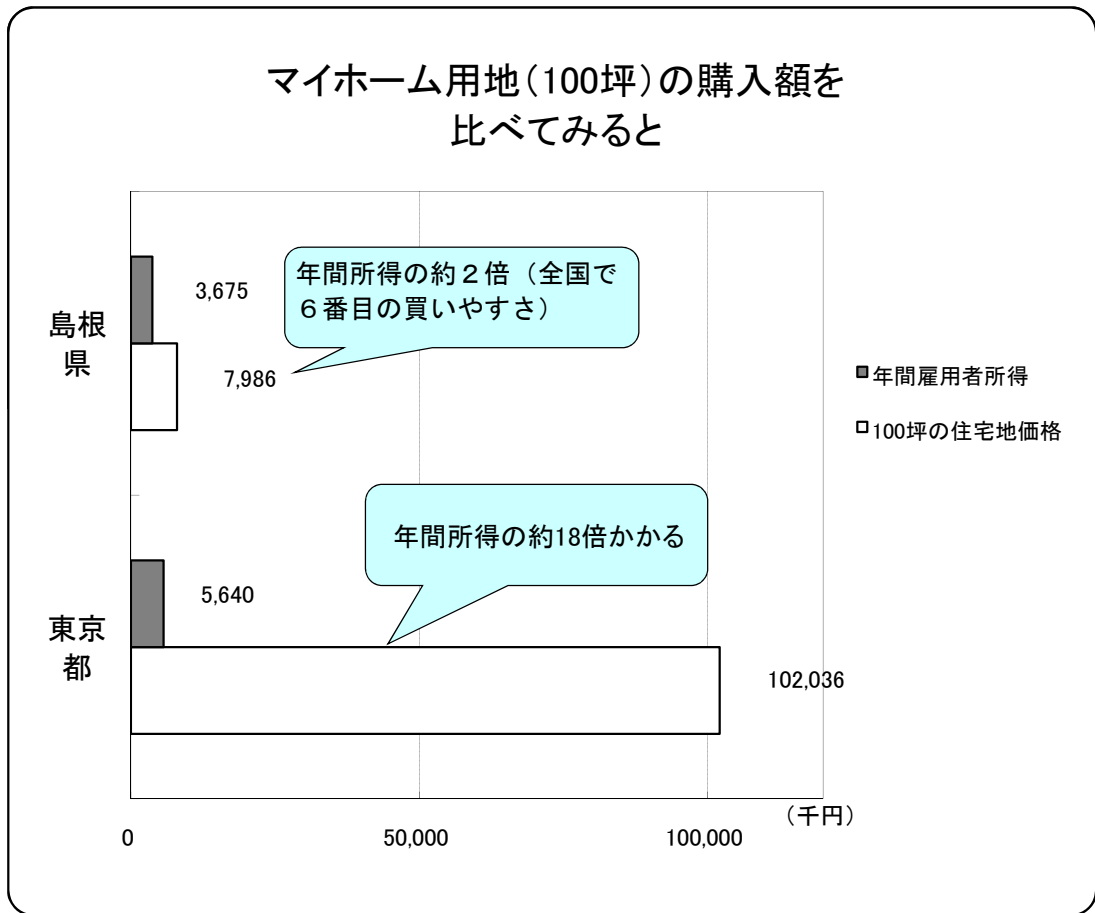 マイホーム用地（100坪）の購入額を
比べてみると
年間所得の約２倍（全国で
６番目の買いやすさ）
3,675
島根
県
7,986
年間雇用者所得
100坪の住宅地価格
年間所得の約18倍かかる
5,640
東京
都
102,036
（千円）
0
50,000
100,000